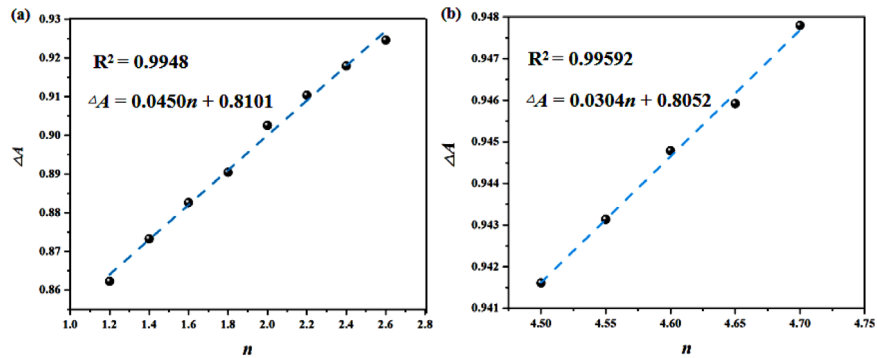 (a)
0.93
0.92
0.91
0.90
0.89
0.88
0.87
0.86
△A
R² = 0.9948
△A = 0.0450n + 0.8101
1.0 1.2 1.4 1.6 1.8 2.0 2.2 2.4 2.6 2.8
n
(b)
0.948
0.947
0.946
0.945
0.944
0.943
0.942
0.941
△A
R² = 0.99592
△A = 0.0304n + 0.8052
4.50 4.55 4.60 4.65 4.70 4.75
n